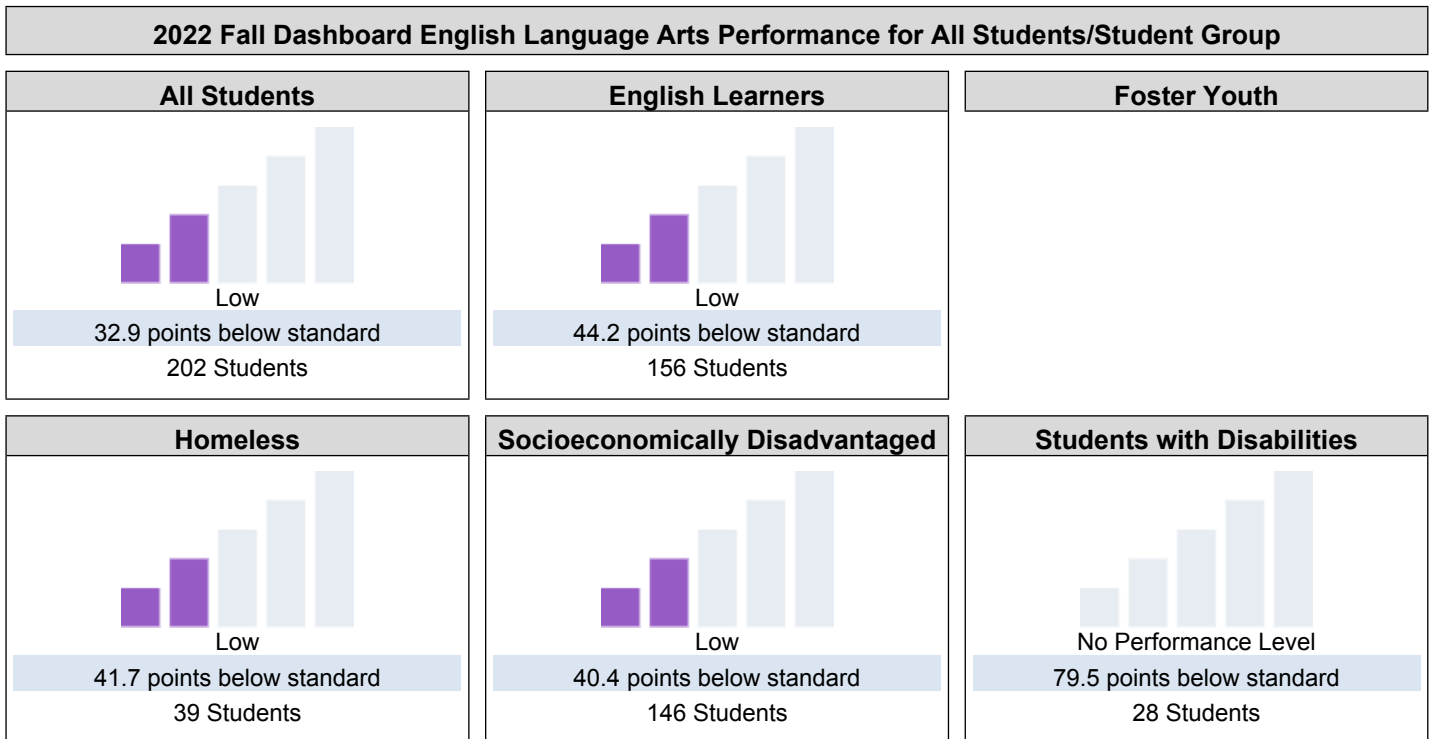 2022 Fall Dashboard English Language Arts Performance for All Students/Student Group
All Students
Low
32.9 points below standard
202 Students
English Learners
Low
44.2 points below standard
156 Students
Foster Youth
Homeless
Low
41.7 points below standard
39 Students
Socioeconomically Disadvantaged
Low
40.4 points below standard
146 Students
Students with Disabilities
No Performance Level
79.5 points below standard
28 Students